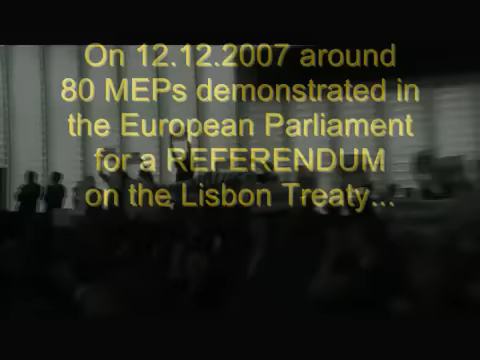 On 12.12.2007 around
80 MEPs demonstrated in
the European Parliament
for a REFERENDUM
on the Lisbon Treaty...